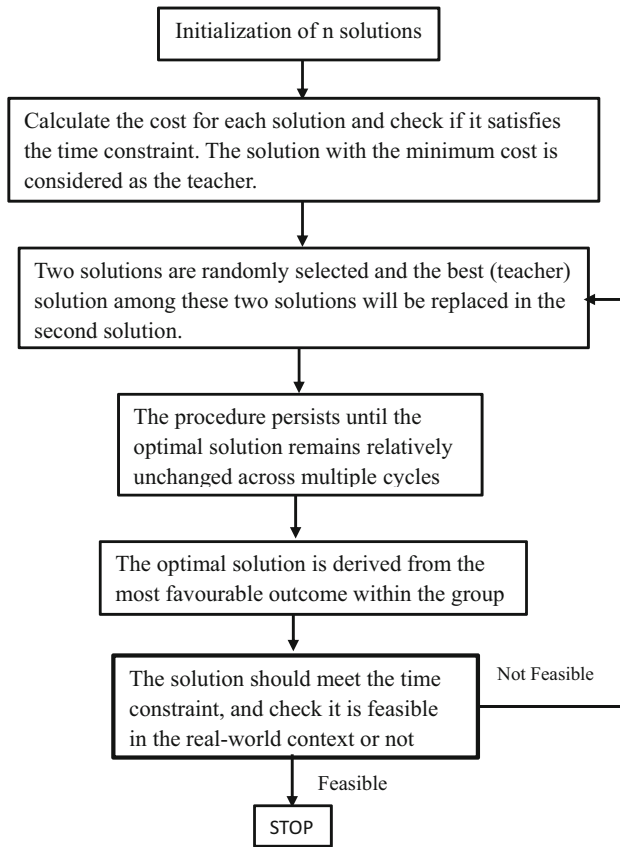 Initialization of n solutions
Calculate the cost for each solution and check if it satisfies
the time constraint. The solution with the minimum cost is
considered as the teacher.
Two solutions are randomly selected and the best (teacher)
solution among these two solutions will be replaced in the
second solution.
The procedure persists until the
optimal solution remains relatively
unchanged across multiple cycles
The optimal solution is derived from the
most favourable outcome within the group
The solution should meet the time
constraint, and check it is feasible
in the real-world context or not
Not Feasible
Feasible
STOP